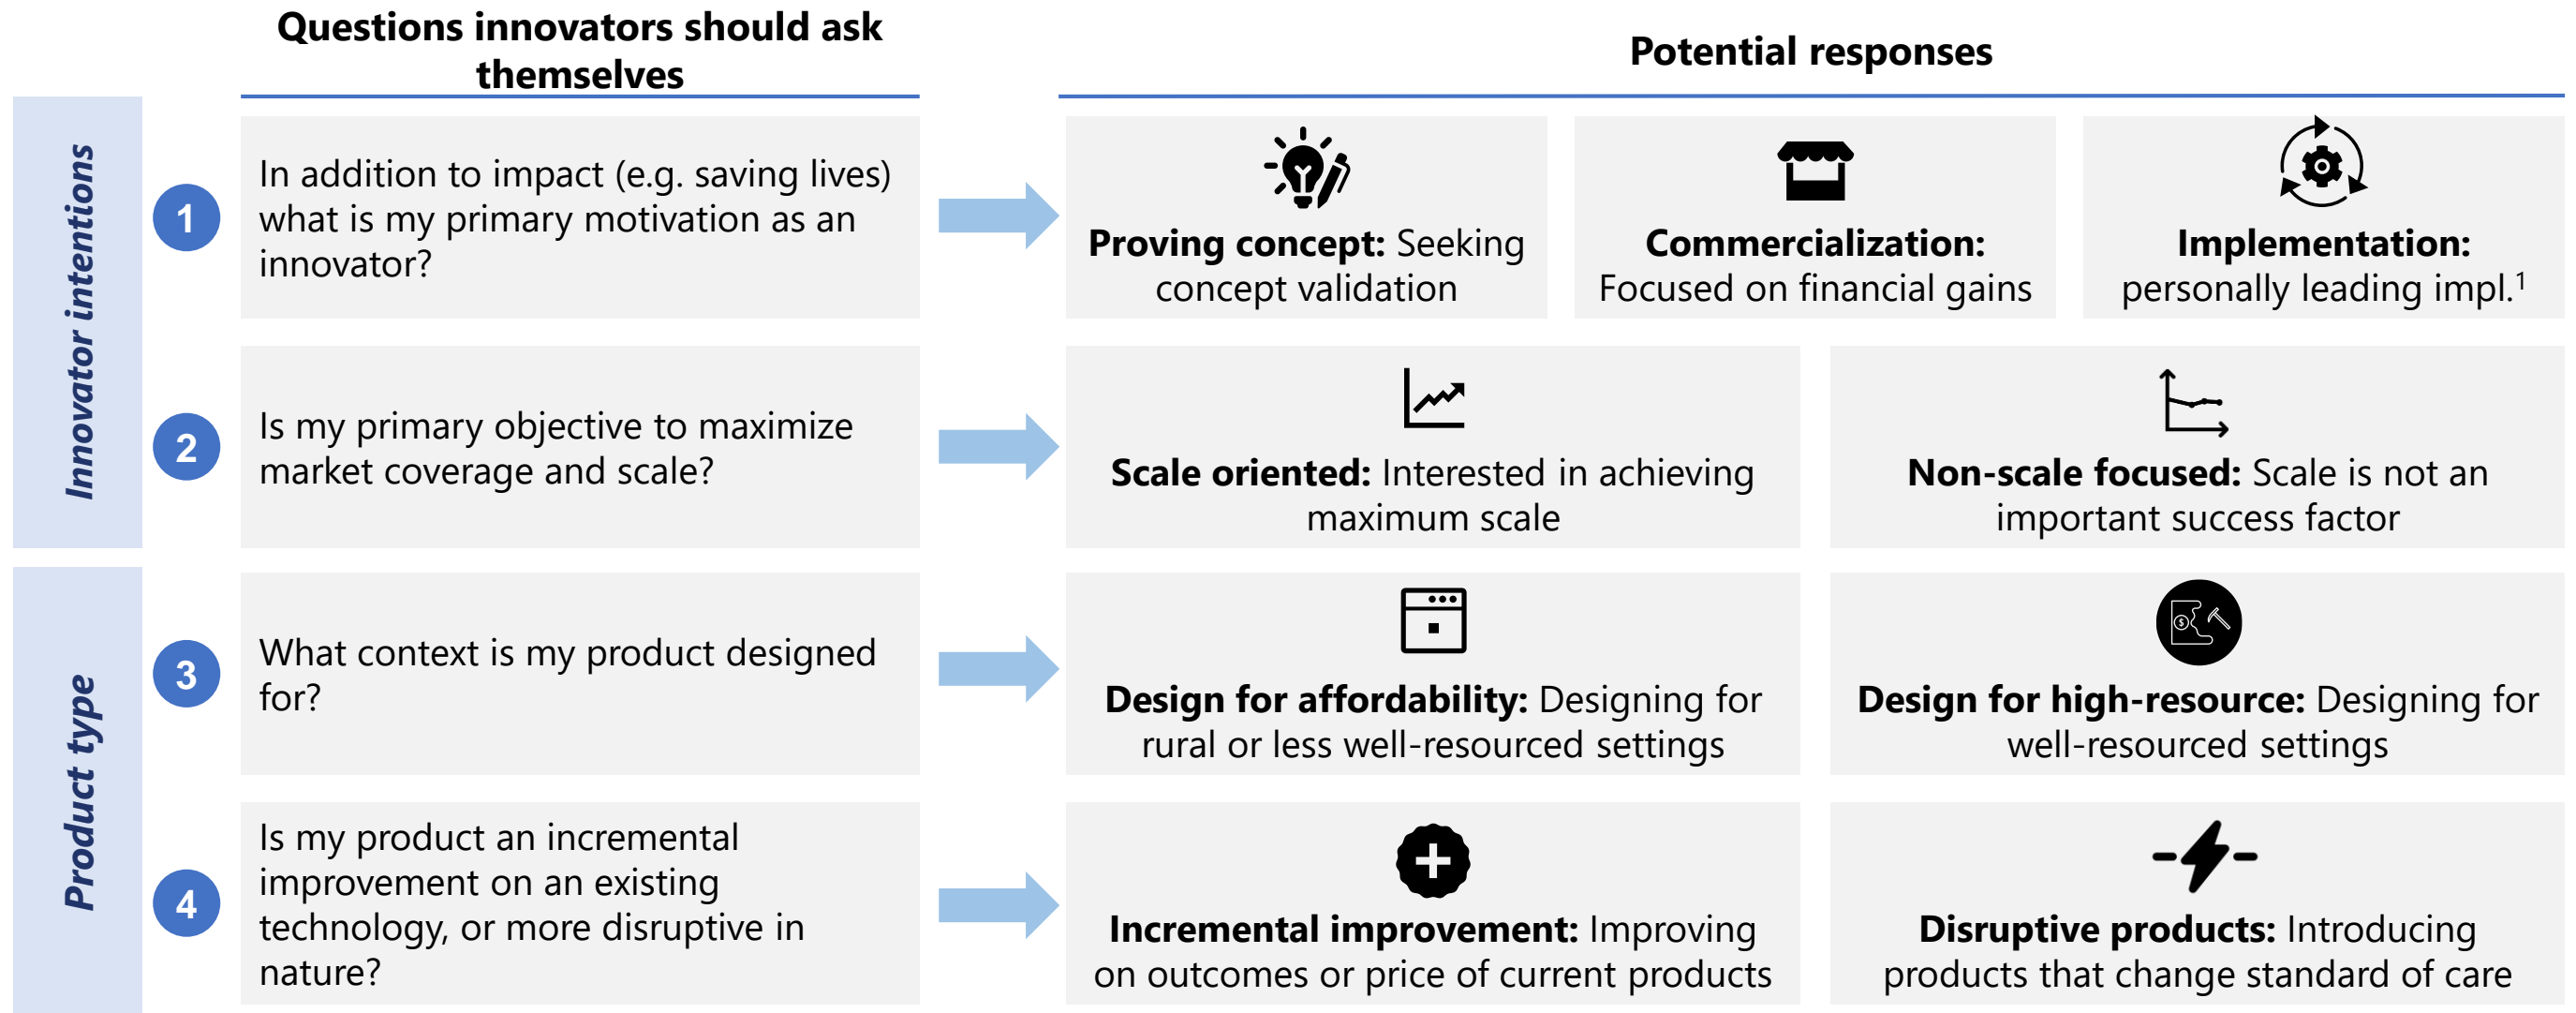 Questions innovators should ask
themselves
Potential responses
Innovator intentions
1
In addition to impact (e.g. saving lives)
what is my primary motivation as an
innovator?
Proving concept: Seeking
concept validation
Commercialization:
Focused on financial gains
Implementation:
personally leading impl.¹
2
Is my primary objective to maximize
market coverage and scale?
Scale oriented: Interested in achieving
maximum scale
Non-scale focused: Scale is not an
important success factor
Product type
3
What context is my product designed
for?
Design for affordability: Designing for
rural or less well-resourced settings
$
Design for high-resource: Designing for
well-resourced settings
4
Is my product an incremental
improvement on an existing
technology, or more disruptive in
nature?
Incremental improvement: Improving
on outcomes or price of current products
Disruptive products: Introducing
products that change standard of care